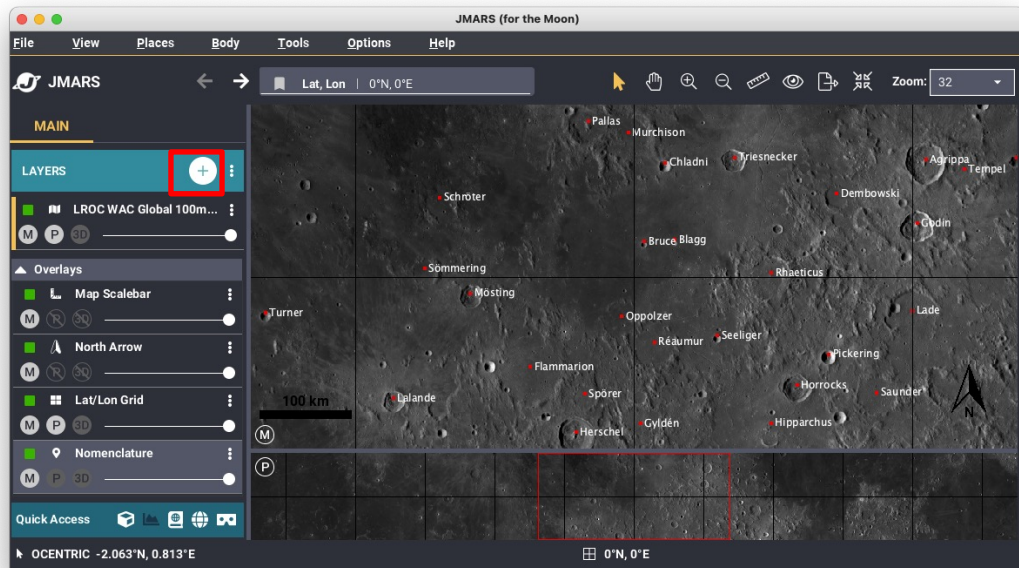 JMARS (for the Moon)
File View Places Body Tools Options Help
JMARS
Lat, Lon | 0°N, 0°E
Zoom: 32
MAIN
LAYERS
LROC WAC Global 100m...
M P 3D
Overlays
Map Scalebar
M P 3D
North Arrow
M P 3D
Lat/Lon Grid
M P 3D
Nomenclature
M P 3D
Quick Access
Pallas
Murchison
Chladni
Triesnecker
Agrippa
Tempel
Schröter
Dembowski
Godin
Bruce
Blagg
Sömmering
Rhaeticus
Mösting
Turner
Oppolzer
Lade
Réaumur
Seeliger
Pickering
Flammarion
Horrocks
Spörer
Saunder
Lalande
100 km
N
Gyldén
Hipparchus
Herschel
M
P
OCENTRIC -2.063°N, 0.813°E
0°N, 0°E